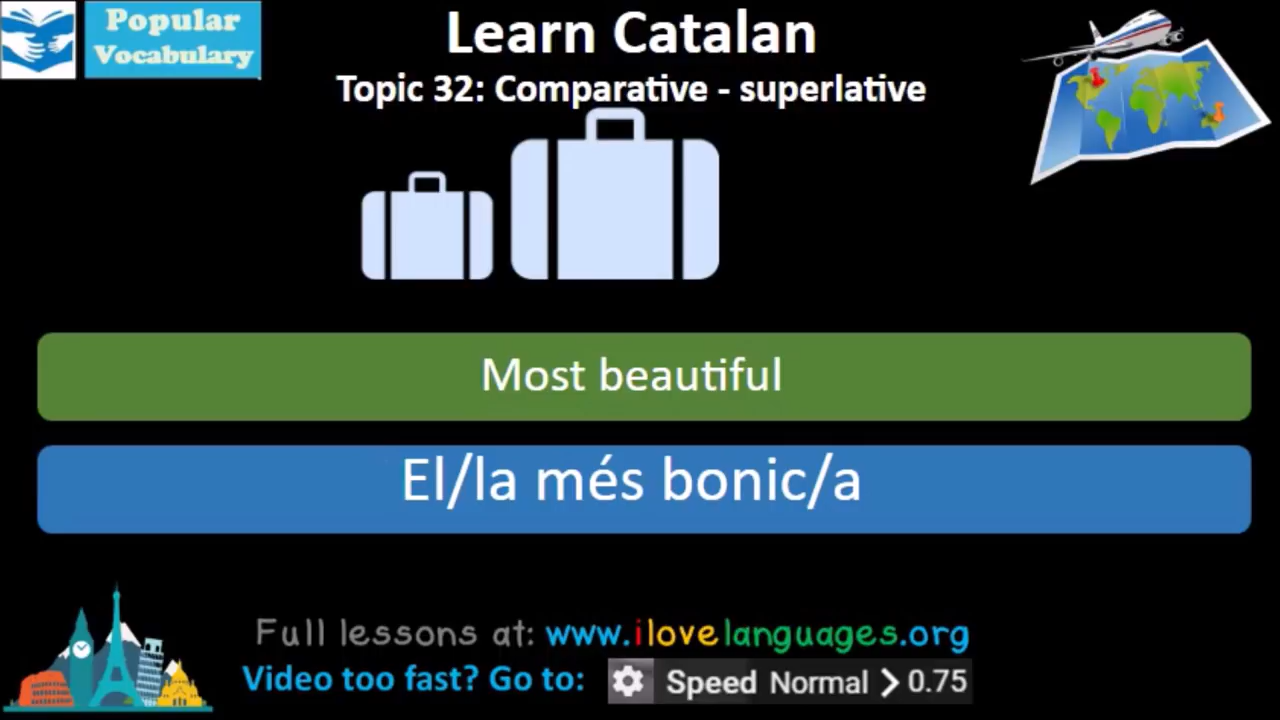 Popular
Vocabulary
Learn Catalan
Topic 32: Comparative - superlative
Most beautiful
El/la més bonic/a
Full lessons at: www.ilovelanguages.org
Video too fast? Go to: Speed Normal > 0.75